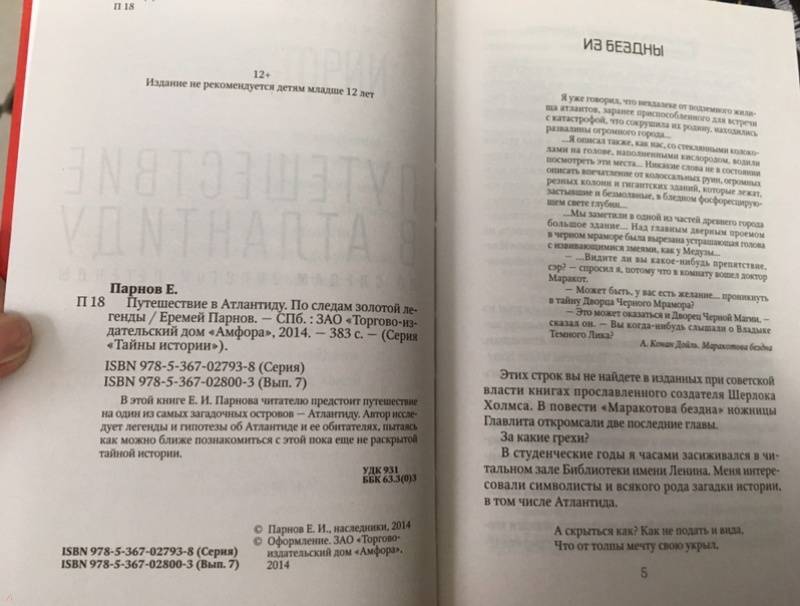 П 18
12+
Издание не рекомендуется детям младше 12 лет
Парнов Е.
П 18 Путешествие в Атлантиду. По следам золотой ле-
генды / Еремей Парнов. — СПб. : ЗАО «Торгово-из-
дательский дом «Амфора», 2014. — 383 с. — (Серия
«Тайны истории»).
ISBN 978-5-367-02793-8 (Серия)
ISBN 978-5-367-02800-3 (Вып. 7)
В этой книге Е. И. Парнова читателю предстоит путешествие
на один из самых загадочных островов — Атлантиду. Автор иссле-
дует легенды и гипотезы об Атлантиде и ее обитателях, пытаясь
как можно ближе познакомиться с этой пока еще не раскрытой
тайной истории.
УДК 931
ББК 63.3(0)3
© Парнов Е. И., наследники, 2014
© Оформление. ЗАО «Торгово-
издательский дом «Амфора»,
2014
ISBN 978-5-367-02793-8 (Серия)
ISBN 978-5-367-02800-3 (Вып. 7)
ИЗ БЕЗДНЫ
Я уже говорил, что невдалеке от подземного жили-
ща атлантов, заранее приспособленного для встречи
с катастрофой, что сокрушила их родину, находились
развалины огромного города...
...Я описал также, как нас, со стеклянными колоко-
лами на голове, наполненными кислородом, водили
посмотреть эти места... Никакие слова не в состоянии
описать впечатление от колоссальных руин, огромных
резных колонн и гигантских зданий, которые лежат,
застывшие и безмолвные, в бледном фосфоресцирую-
щем свете глубин...
...Мы заметили в одной из частей древнего города
большое здание... Над главным дверным проемом
в черном мраморе была вырезана устрашающая голова
с извивающимися змеями, как у Медузы...
— ...Видите ли вы какое-нибудь препятствие,
сэр? — спросил я, потому что в комнату вошел доктор
Маракот.
— Может быть, у вас есть желание... проникнуть
в тайну Дворца Черного Мрамора?
— Это может оказаться и Дворец Черной Магии, —
сказал он. — Вы когда-нибудь слышали о Владыке
Темного Лика?
А. Конан Дойль. Маракотова бездна
Этих строк вы не найдете в изданных при советской
власти книгах прославленного создателя Шерлока
Холмса. В повести «Маракотова бездна» ножницы
Главлита откромсали две последние главы.
За какие грехи?
В студенческие годы я часами засиживался в чи-
тальном зале Библиотеки имени Ленина. Меня интере-
совали символисты и всякого рода загадки истории,
в том числе Атлантида.
А скрыться как? Как не подать и вида,
Что от толпы мечту свою укрыл,
5